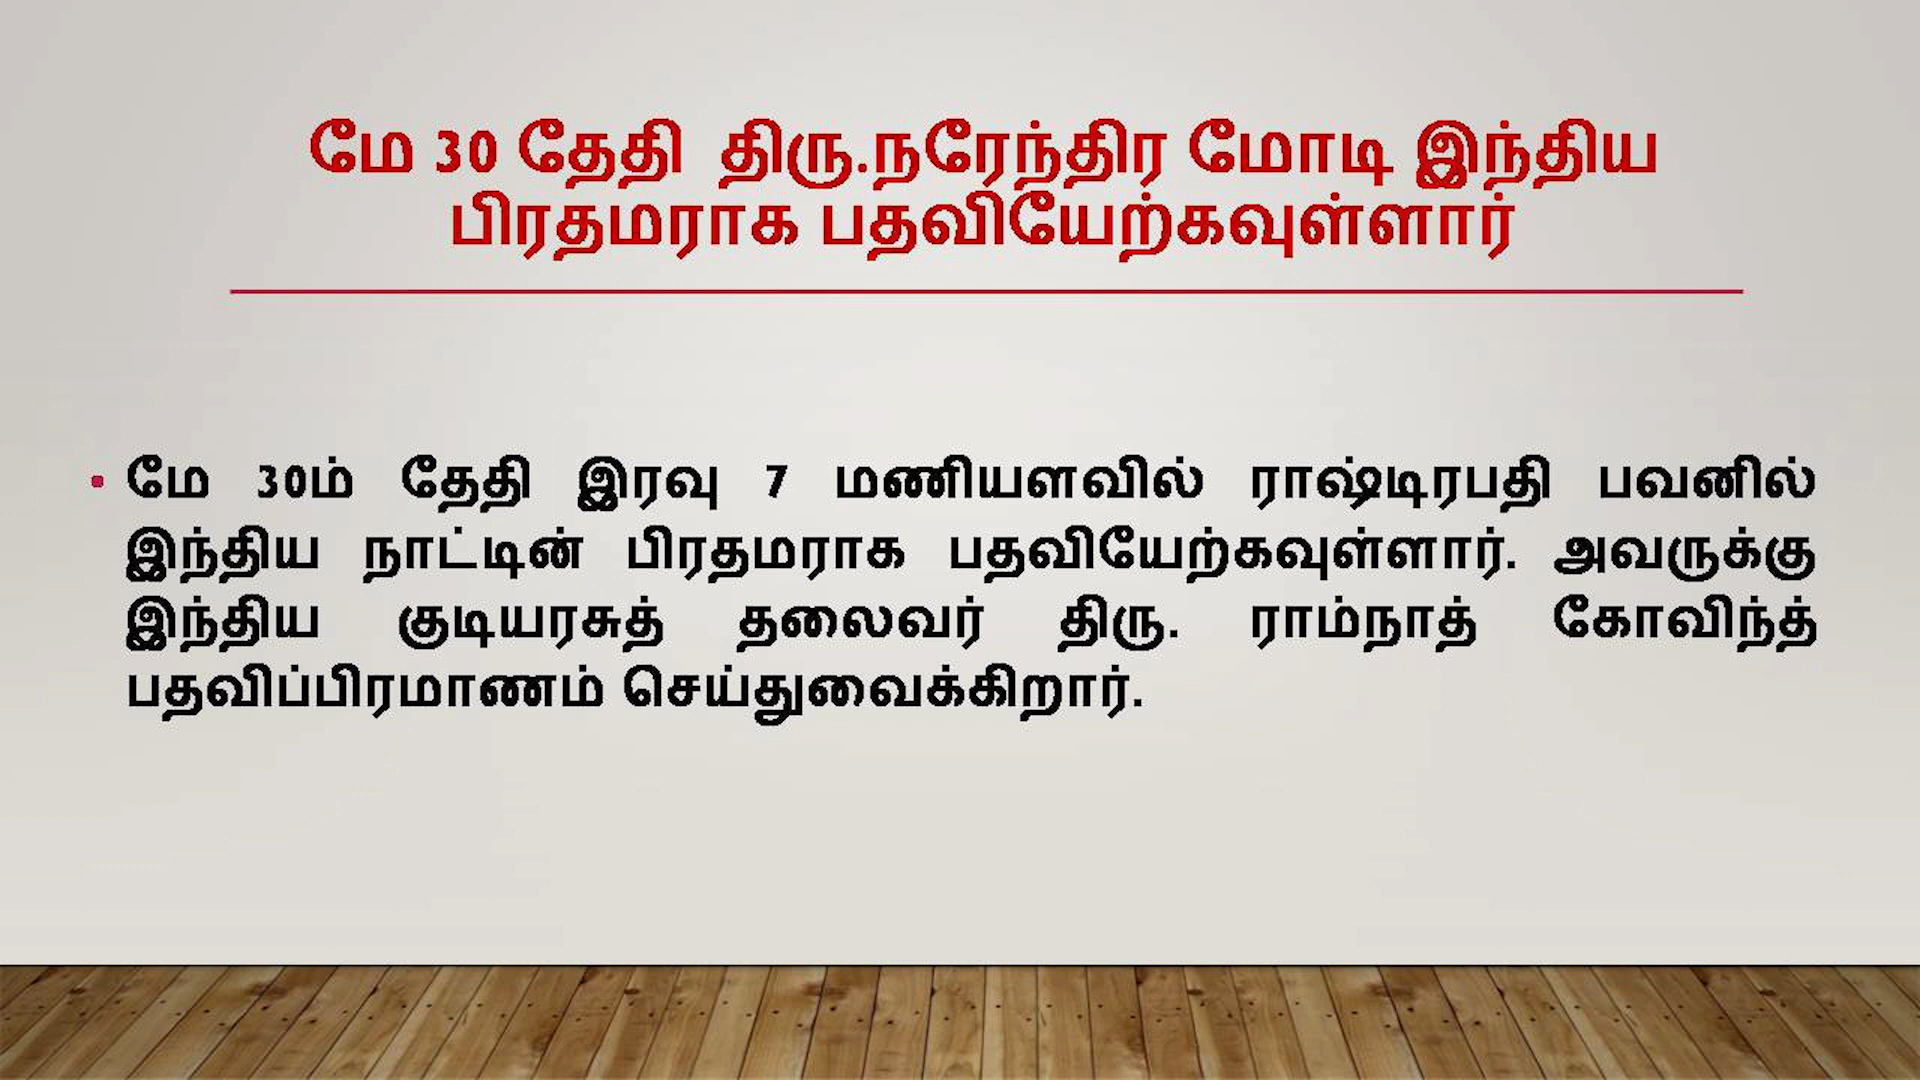 மே 30 தேதி திரு.நரேந்திர மோடி இந்திய
பிரதமராக பதவியேற்கவுள்ளார்
• மே 30ம் தேதி இரவு 7 மணியளவில் ராஷ்டிரபதி பவனில்
இந்திய நாட்டின் பிரதமராக பதவியேற்கவுள்ளார். அவருக்கு
இந்திய குடியரசுத் தலைவர் திரு. ராம்நாத் கோவிந்த்
பதவிப்பிரமாணம் செய்துவைக்கிறார்.